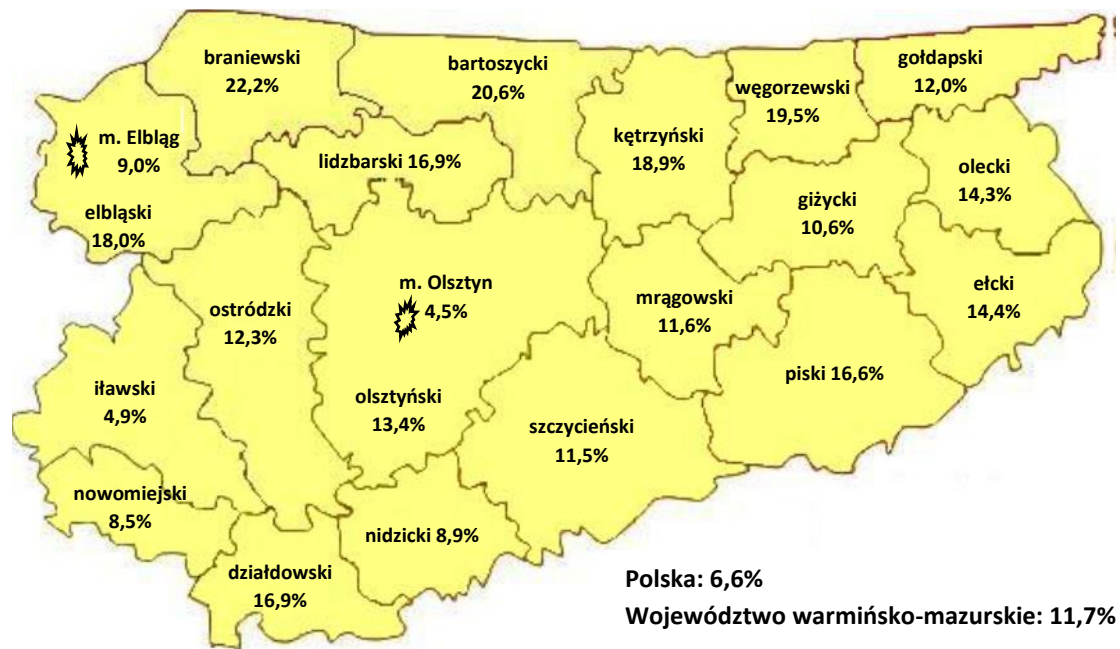 braniewski
22,2%
bartoszycki
20,6%
gołdapski
12,0%
węgorzewski
19,5%
m. Elbląg
9,0%
kętrzyński
18,9%
lidzbarski 16,9%
olecki
14,3%
giżycki
10,6%
elbląski
18,0%
m. Olsztyn
4,5%
ełcki
14,4%
mrągowski
11,6%
ostródzki
12,3%
piski 16,6%
iławski
4,9%
olsztyński
13,4%
szczycieński
11,5%
nowomiejski
8,5%
nidzicki 8,9%
działdowski
16,9%
Polska: 6,6%
Województwo warmińsko-mazurskie: 11,7%